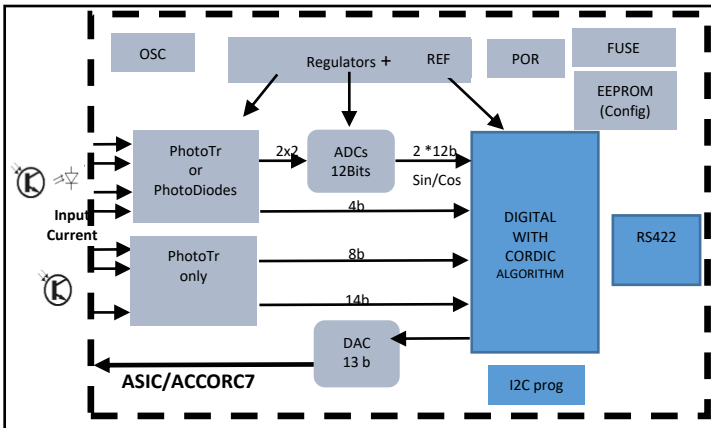 OSC
Regulators + REF
POR
FUSE
EEPROM
(Config)
PhotoTr
or
PhotoDiodes
2x2
ADCs
12Bits
2 *12b
Sin/Cos
Input
Current
4b
DIGITAL
WITH
CORDIC
ALGORITHM
RS422
PhotoTr
only
8b
14b
DAC
13 b
ASIC/ACCORC7
I2C prog